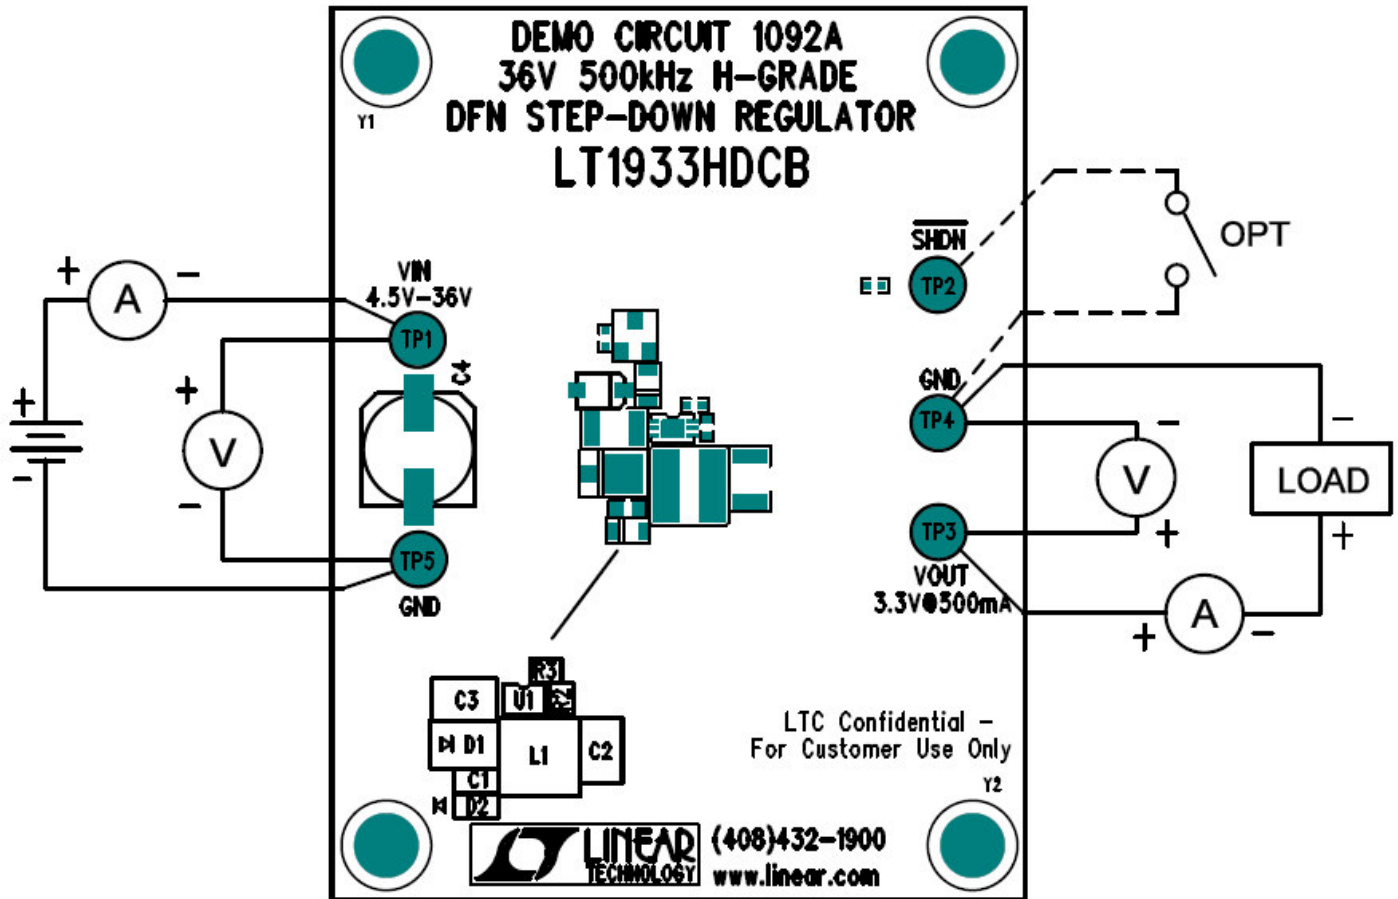 DEMO CIRCUIT 1092A
36V 500kHz H-GRADE
DFN STEP-DOWN REGULATOR
LT1933HDCB
Y1
SHDN
TP2
OPT
+ A -
VIN
4.5V-36V
TP1
C4
+
V
-
+
-
TP5
GND
GND
TP4
-
V
+
-
LOAD
+
TP3
VOUT
3.3V@500mA
+ A -
R3
C3 U1 R2
D1 L1 C2
C1
D2
LTC Confidential -
For Customer Use Only
Y2
LINEAR
TECHNOLOGY
(408)432-1900
www.linear.com